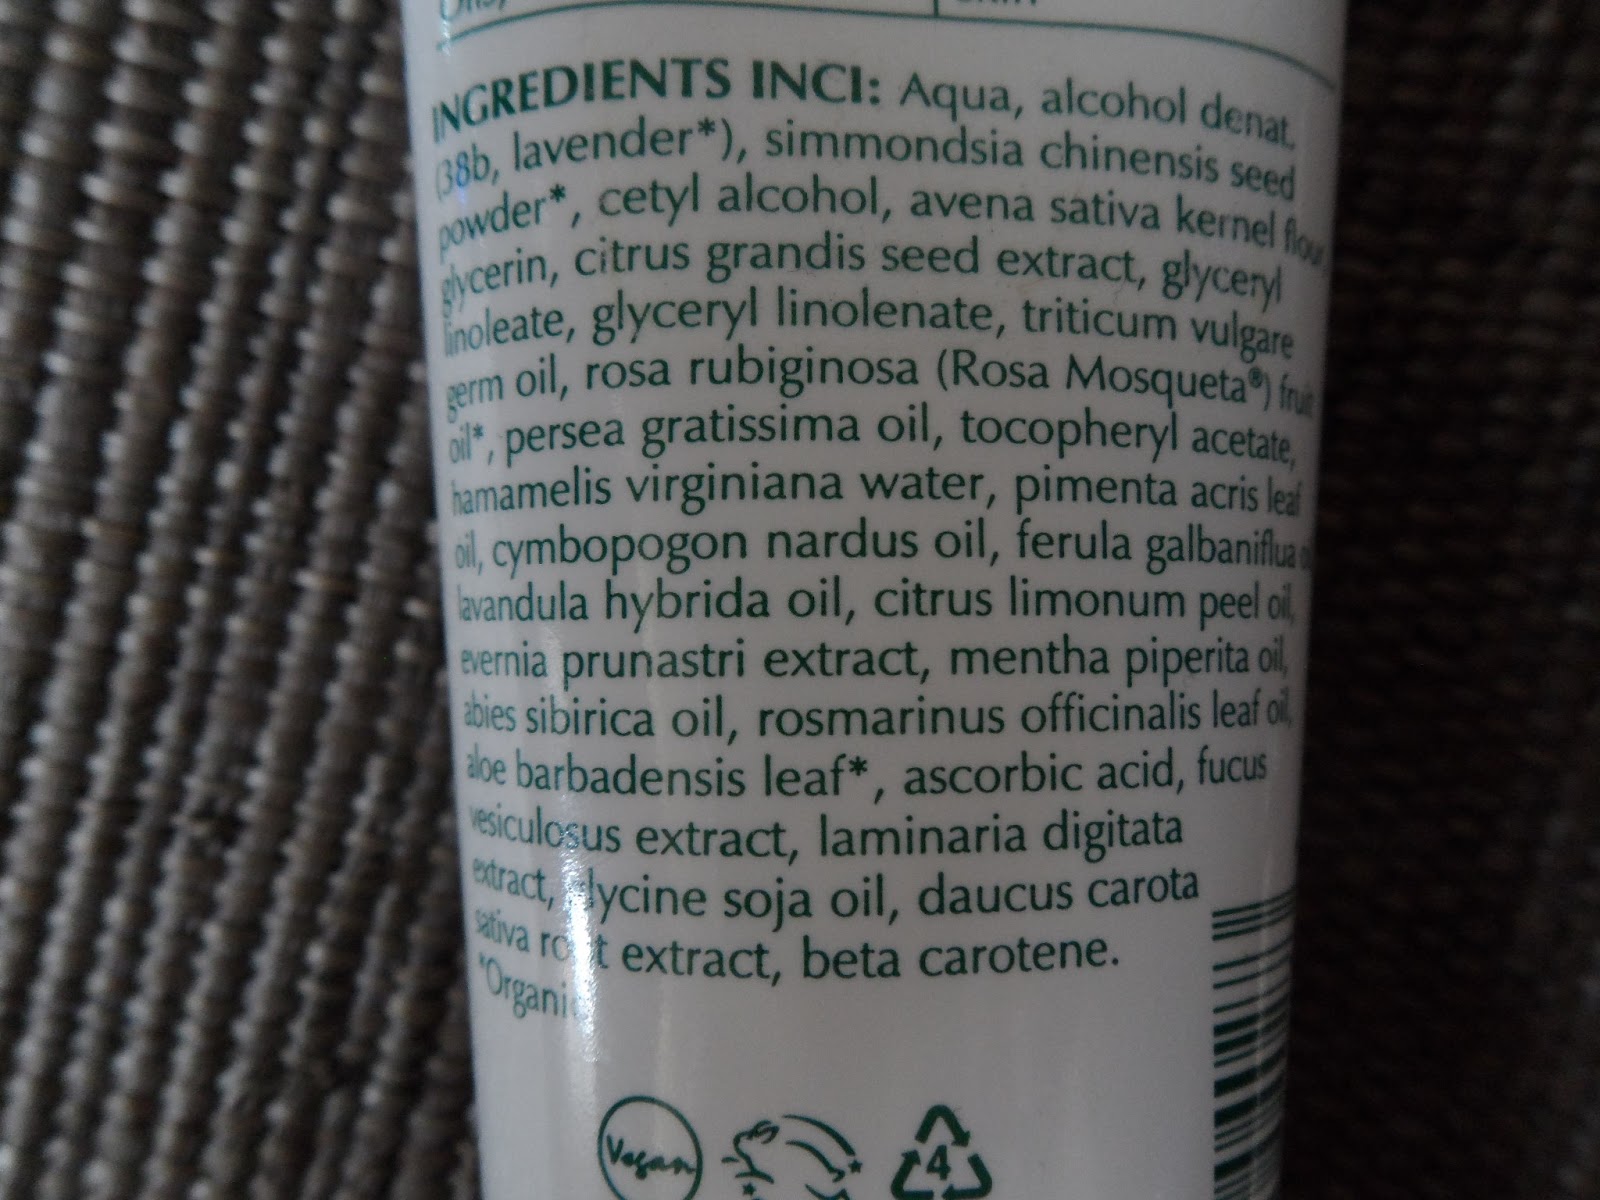 INGREDIENTS INCI: Aqua, alcohol denat.
(38b, lavender*), simmondsia chinensis seed
powder*, cetyl alcohol, avena sativa kernel flour
glycerin, citrus grandis seed extract, glyceryl
linoleate, glyceryl linolenate, triticum vulgare
germ oil, rosa rubiginosa (Rosa Mosqueta®) fruit
oil*, persea gratissima oil, tocopheryl acetate,
hamamelis virginiana water, pimenta acris leaf
oil, cymbopogon nardus oil, ferula galbaniflua
lavandula hybrida oil, citrus limonum peel oil,
evernia prunastri extract, mentha piperita oil,
abies sibirica oil, rosmarinus officinalis leaf oil,
aloe barbadensis leaf*, ascorbic acid, fucus
vesiculosus extract, laminaria digitata
extract, glycine soja oil, daucus carota
sativa root extract, beta carotene.
*Organic
Vegan
4